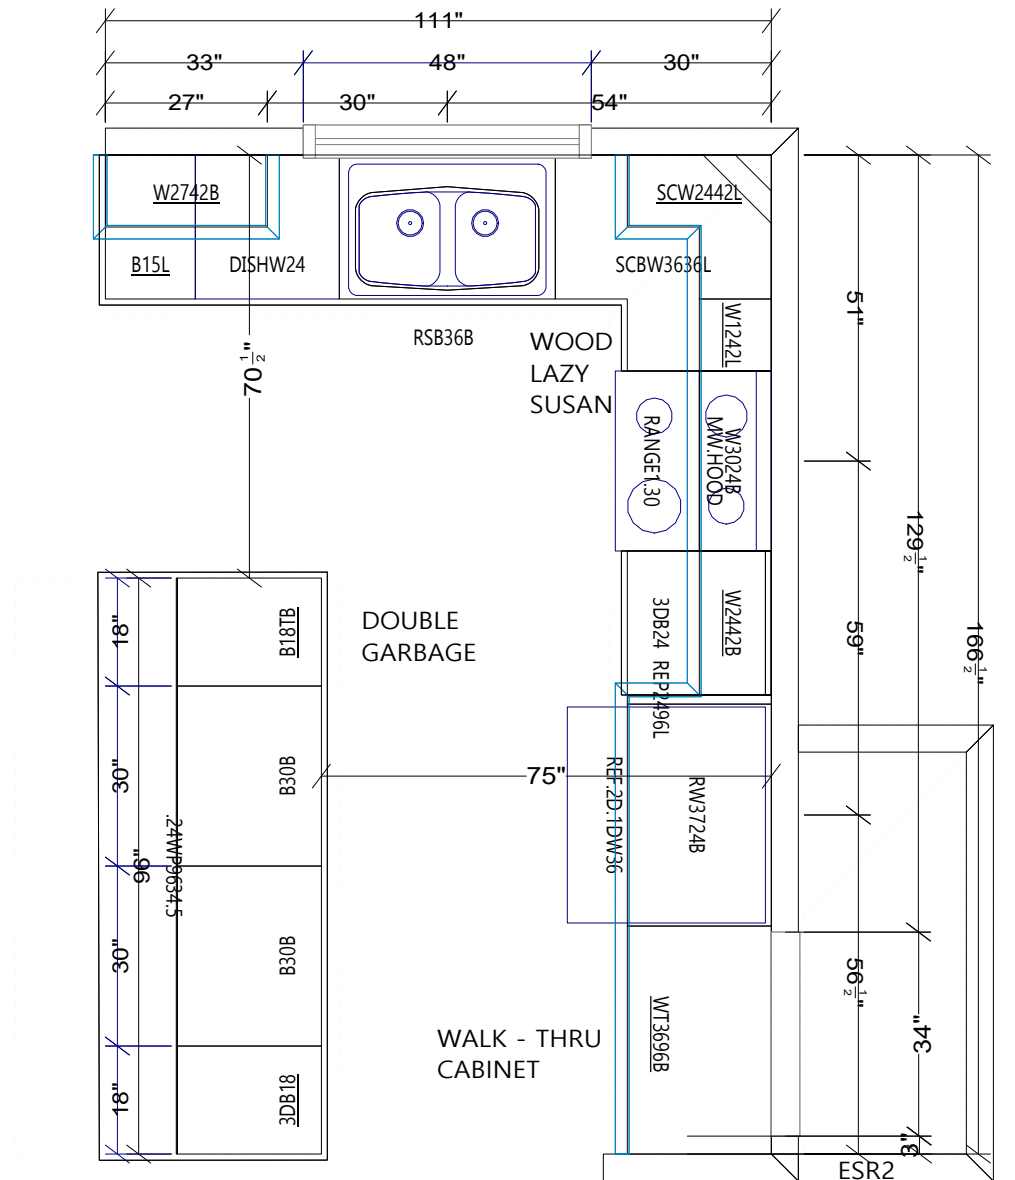 111"
33"
48"
30"
27"
30"
54"
W2742B
SCW2442L
B15L
DISHW24
SCBW3636L
RSB36B
WOOD
LAZY
SUSAN
W1242L
51"
70 1/2"
RANGE1.30
W3024B
MW.HOOD
129 1/2"
18"
B18TB
DOUBLE
GARBAGE
3DB24
REP2496L
W2442B
59"
166 1/2"
30"
B30B
75"
REF.2D.1DW36
RW3724B
96"
.24WP9634.5
30"
B30B
56 1/2"
34"
WALK - THRU
CABINET
WT3696B
18"
3DB18
3"
ESR2